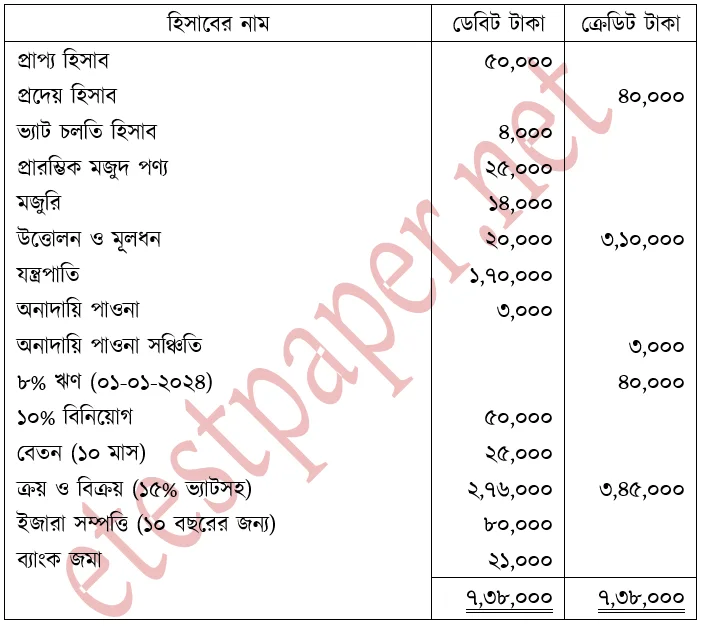 হিসাবের নাম ডেবিট টাকা ক্রেডিট টাকা
প্রাপ্য হিসাব ৫০,০০০
প্রদেয় হিসাব ৪০,০০০
ভ্যাট চলতি হিসাব ৪,০০০
প্রারম্ভিক মজুদ পণ্য ২৫,০০০
মজুরি ১৪,০০০
উত্তোলন ও মূলধন ২০,০০০ ৩,১০,০০০
যন্ত্রপাতি ১,৭০,০০০
অনাদায়ি পাওনা ৩,০০০
অনাদায়ি পাওনা সঞ্চিতি ৩,০০০
৮% ঋণ (০১-০১-২০২৪) ৪০,০০০
১০% বিনিয়োগ ৫০,০০০
বেতন (১০ মাস) ২৫,০০০
ক্রয় ও বিক্রয় (১৫% ভ্যাটসহ) ২,৭৬,০০০ ৩,৪৫,০০০
ইজারা সম্পত্তি (১০ বছরের জন্য) ৮০,০০০
ব্যাংক জমা ২১,০০০
৭,৩৮,০০০ ৭,৩৮,০০০
etestpaper.net